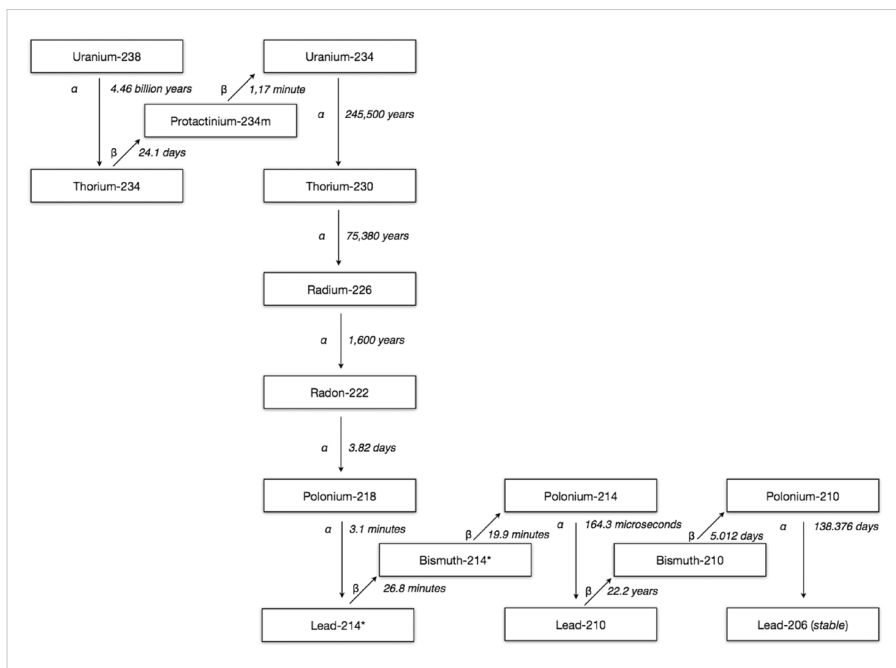 Uranium-238
Uranium-234
α
4.46 billion years
β
1,17 minute
Protactinium-234m
α
245,500 years
β
24.1 days
Thorium-234
Thorium-230
α
75,380 years
Radium-226
α
1,600 years
Radon-222
α
3.82 days
Polonium-218
Polonium-214
Polonium-210
α
3.1 minutes
β
19.9 minutes
α
164.3 microseconds
β
5.012 days
α
138.376 days
Bismuth-214*
Bismuth-210
β
26.8 minutes
β
22.2 years
Lead-214*
Lead-210
Lead-206 (stable)